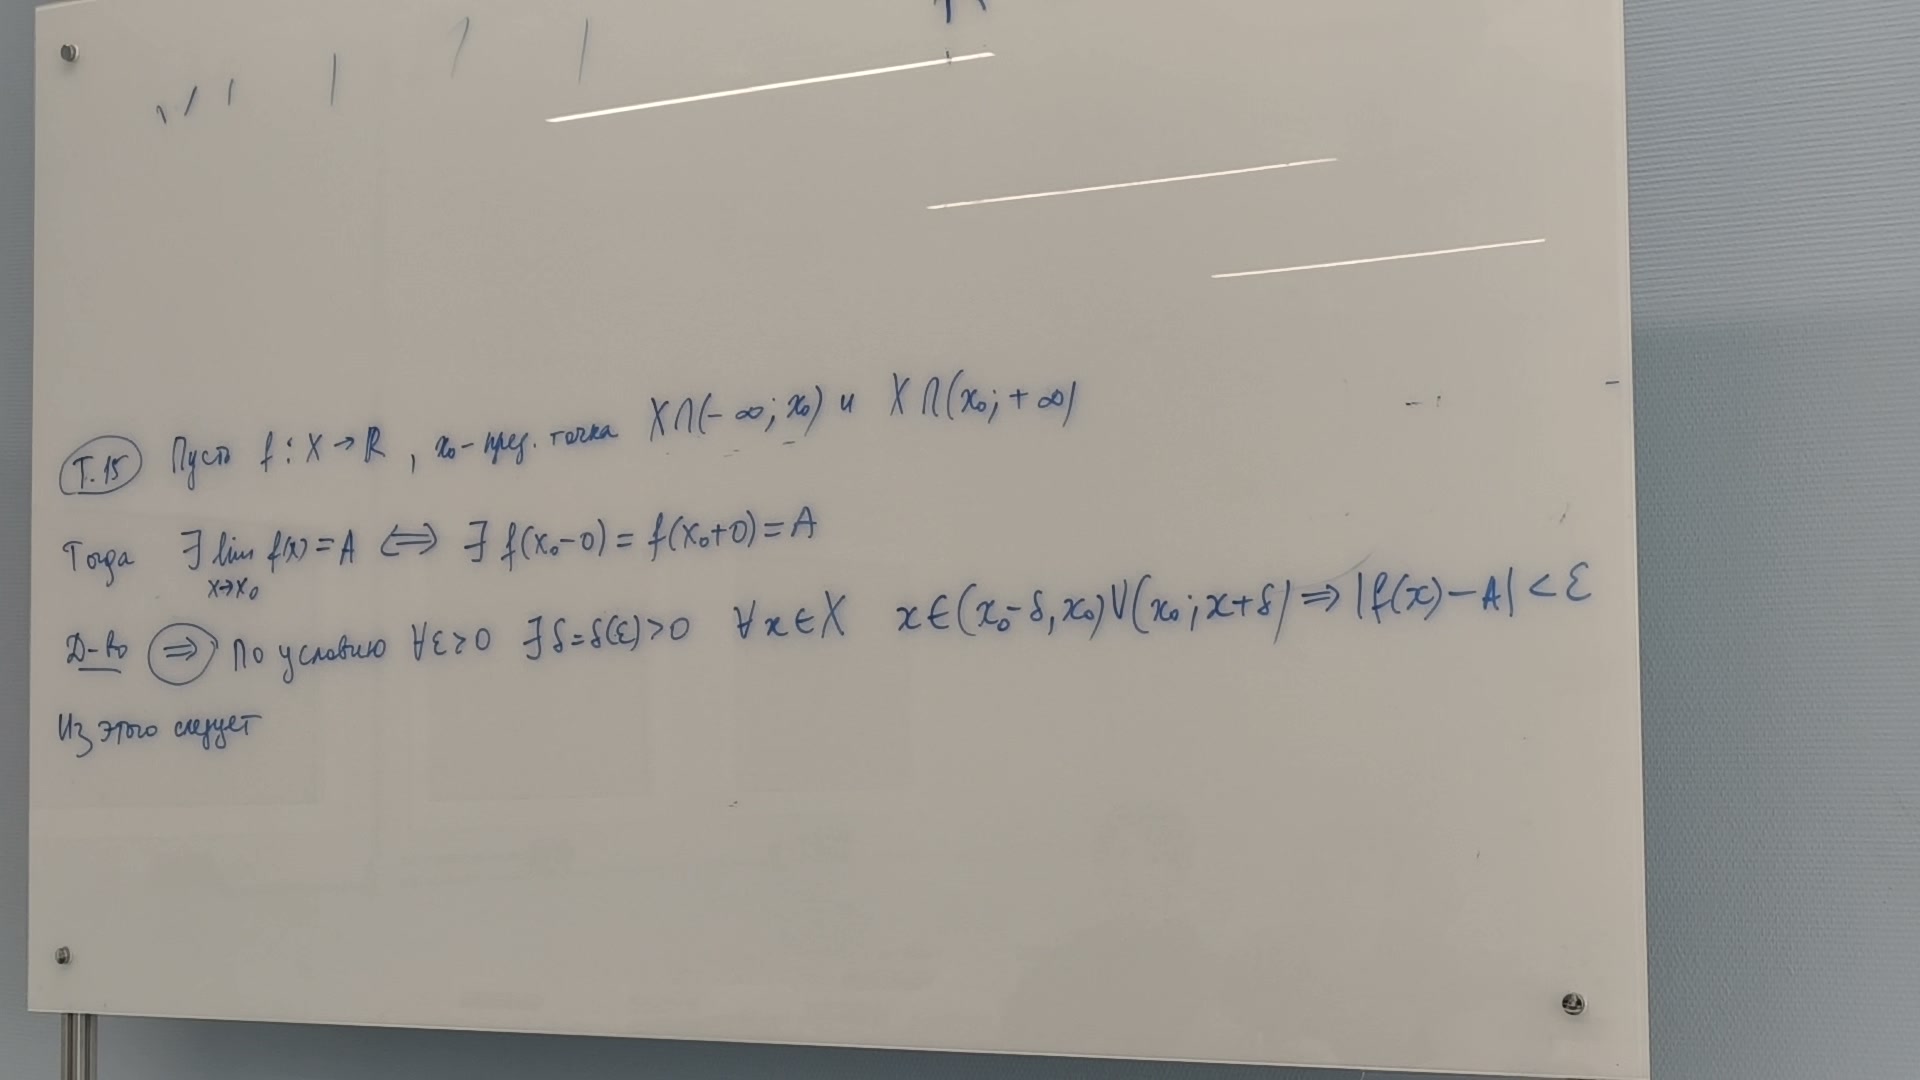 Т.15 Пусть f : X → R , x₀ - пред. точка X ∩ (- ∞ ; x₀) и X ∩ (x₀ ; + ∞)
Тогда ∃ lim f(x) = A ⟺ ∃ f(x₀-0) = f(x₀+0) = A
x→x₀
Д-во ⇒ По условию ∀ε>0 ∃δ=δ(ε)>0 ∀x∈X x∈(x₀-δ, x₀)∪(x₀ ; x+δ) ⇒ |f(x)-A| < ε
Из этого следует